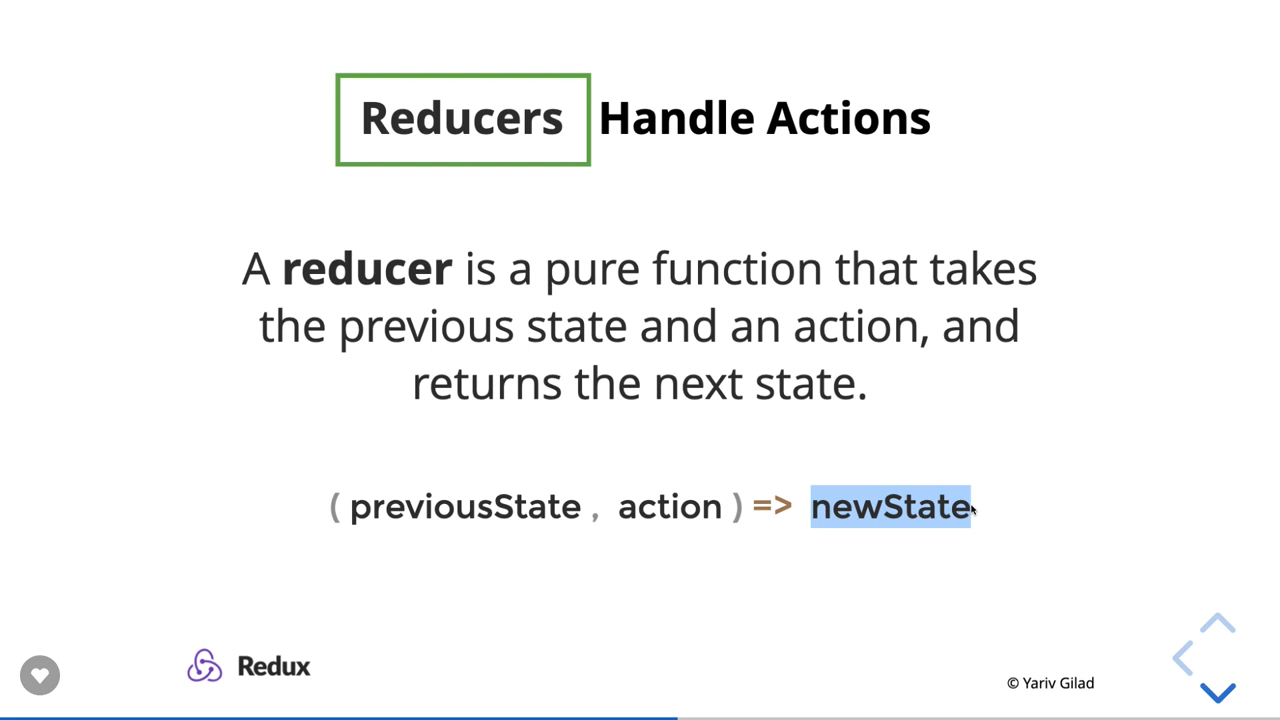 Reducers Handle Actions
A reducer is a pure function that takes
the previous state and an action, and
returns the next state.
( previousState , action ) => newState
Redux
© Yariv Gilad